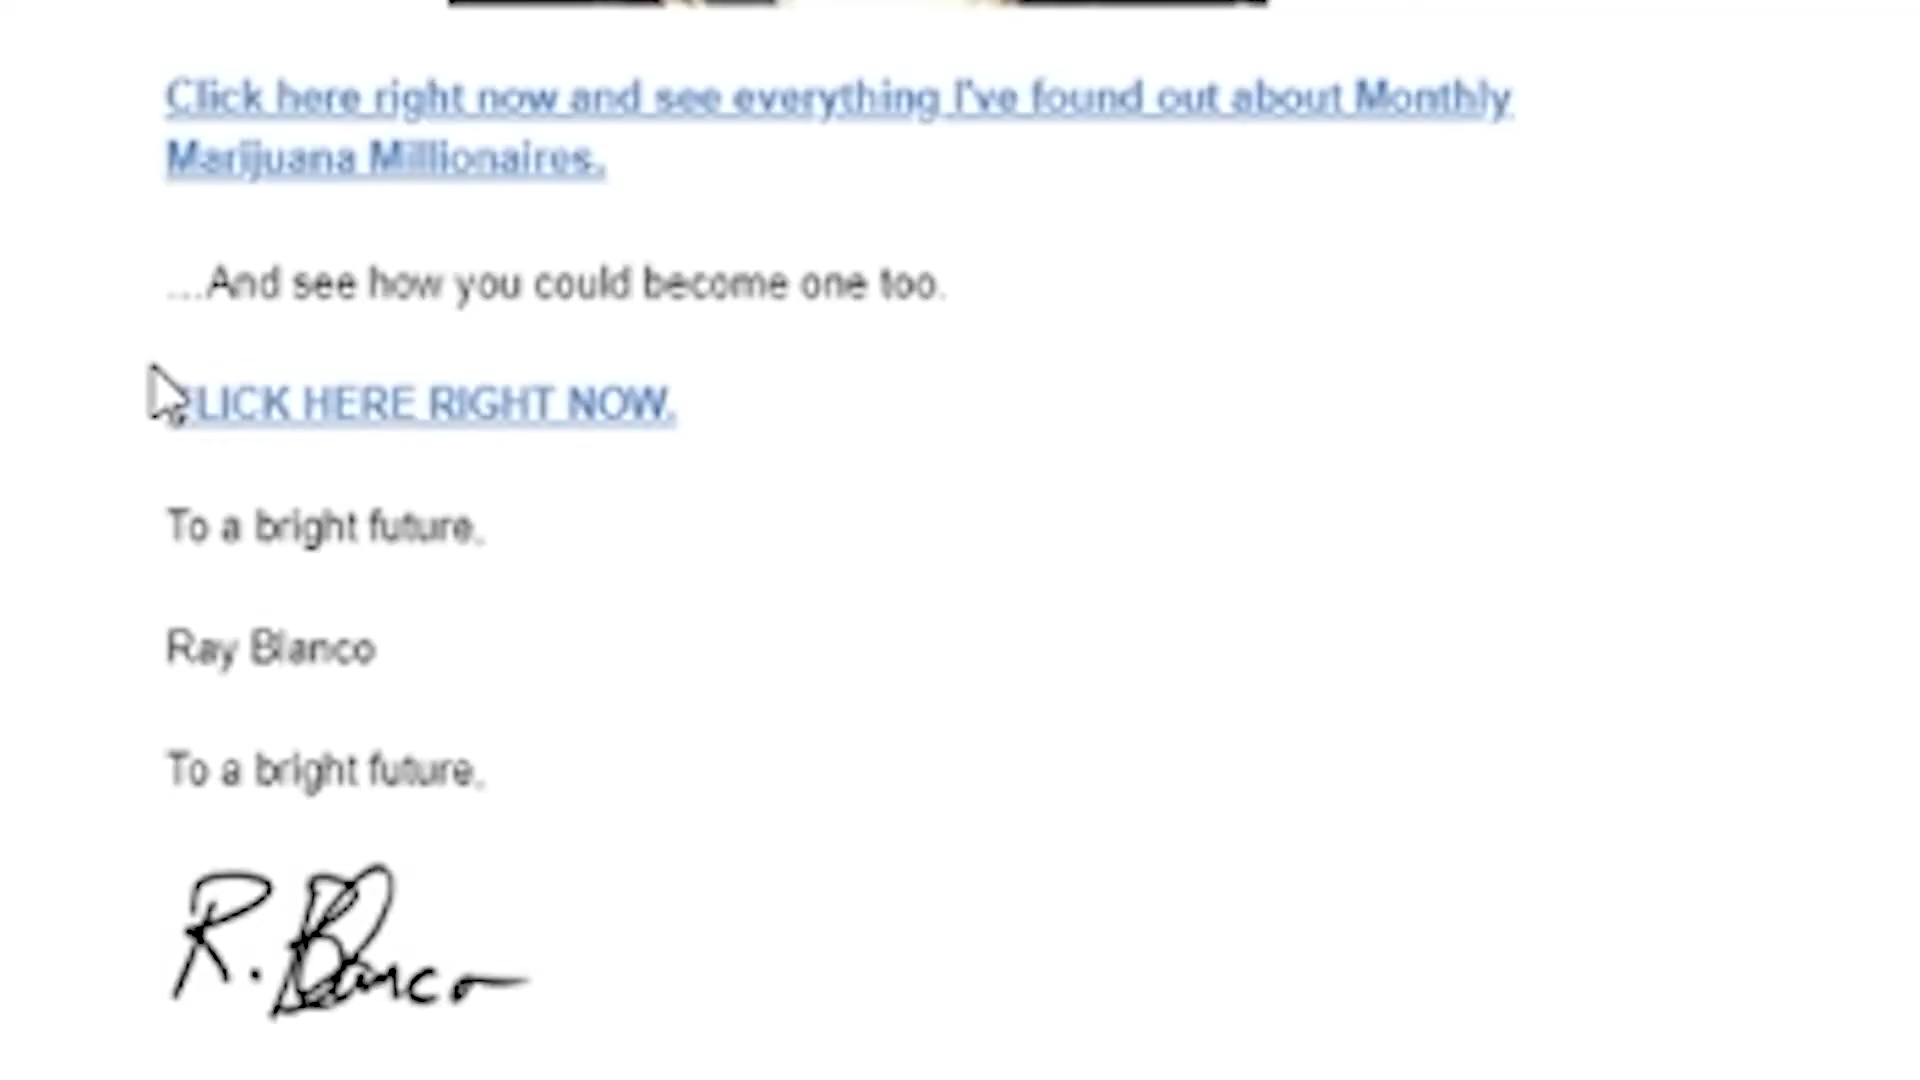 Click here right now and see everything I've found out about Monthly
Marijuana Millionaires.
...And see how you could become one too.
CLICK HERE RIGHT NOW.
To a bright future,
Ray Blanco
To a bright future,
R. Blanco